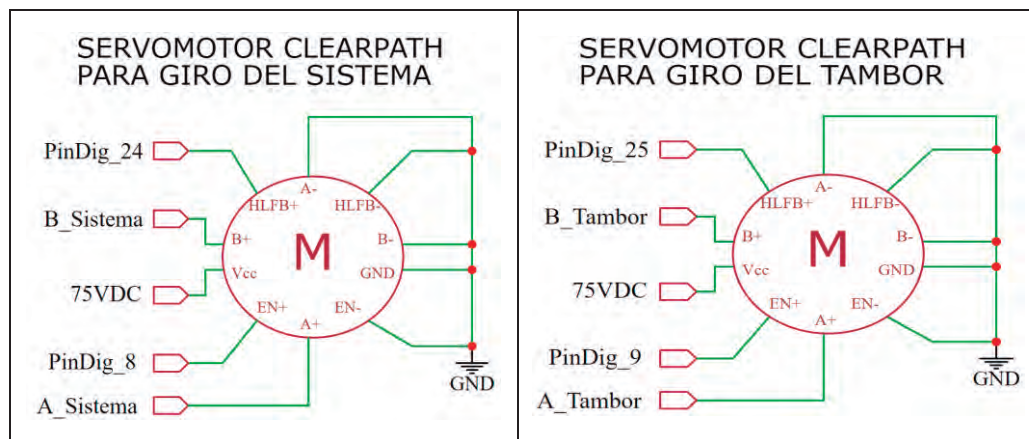 SERVOMOTOR CLEARPATH
PARA GIRO DEL SISTEMA
PinDig_24
B_Sistema
75VDC
PinDig_8
A_Sistema
A-
HLFB+
HLFB-
B+
B-
M
Vcc
GND
EN+
EN-
A+
GND
SERVOMOTOR CLEARPATH
PARA GIRO DEL TAMBOR
PinDig_25
B_Tambor
75VDC
PinDig_9
A_Tambor
A-
HLFB+
HLFB-
B+
B-
M
Vcc
GND
EN+
EN-
A+
GND